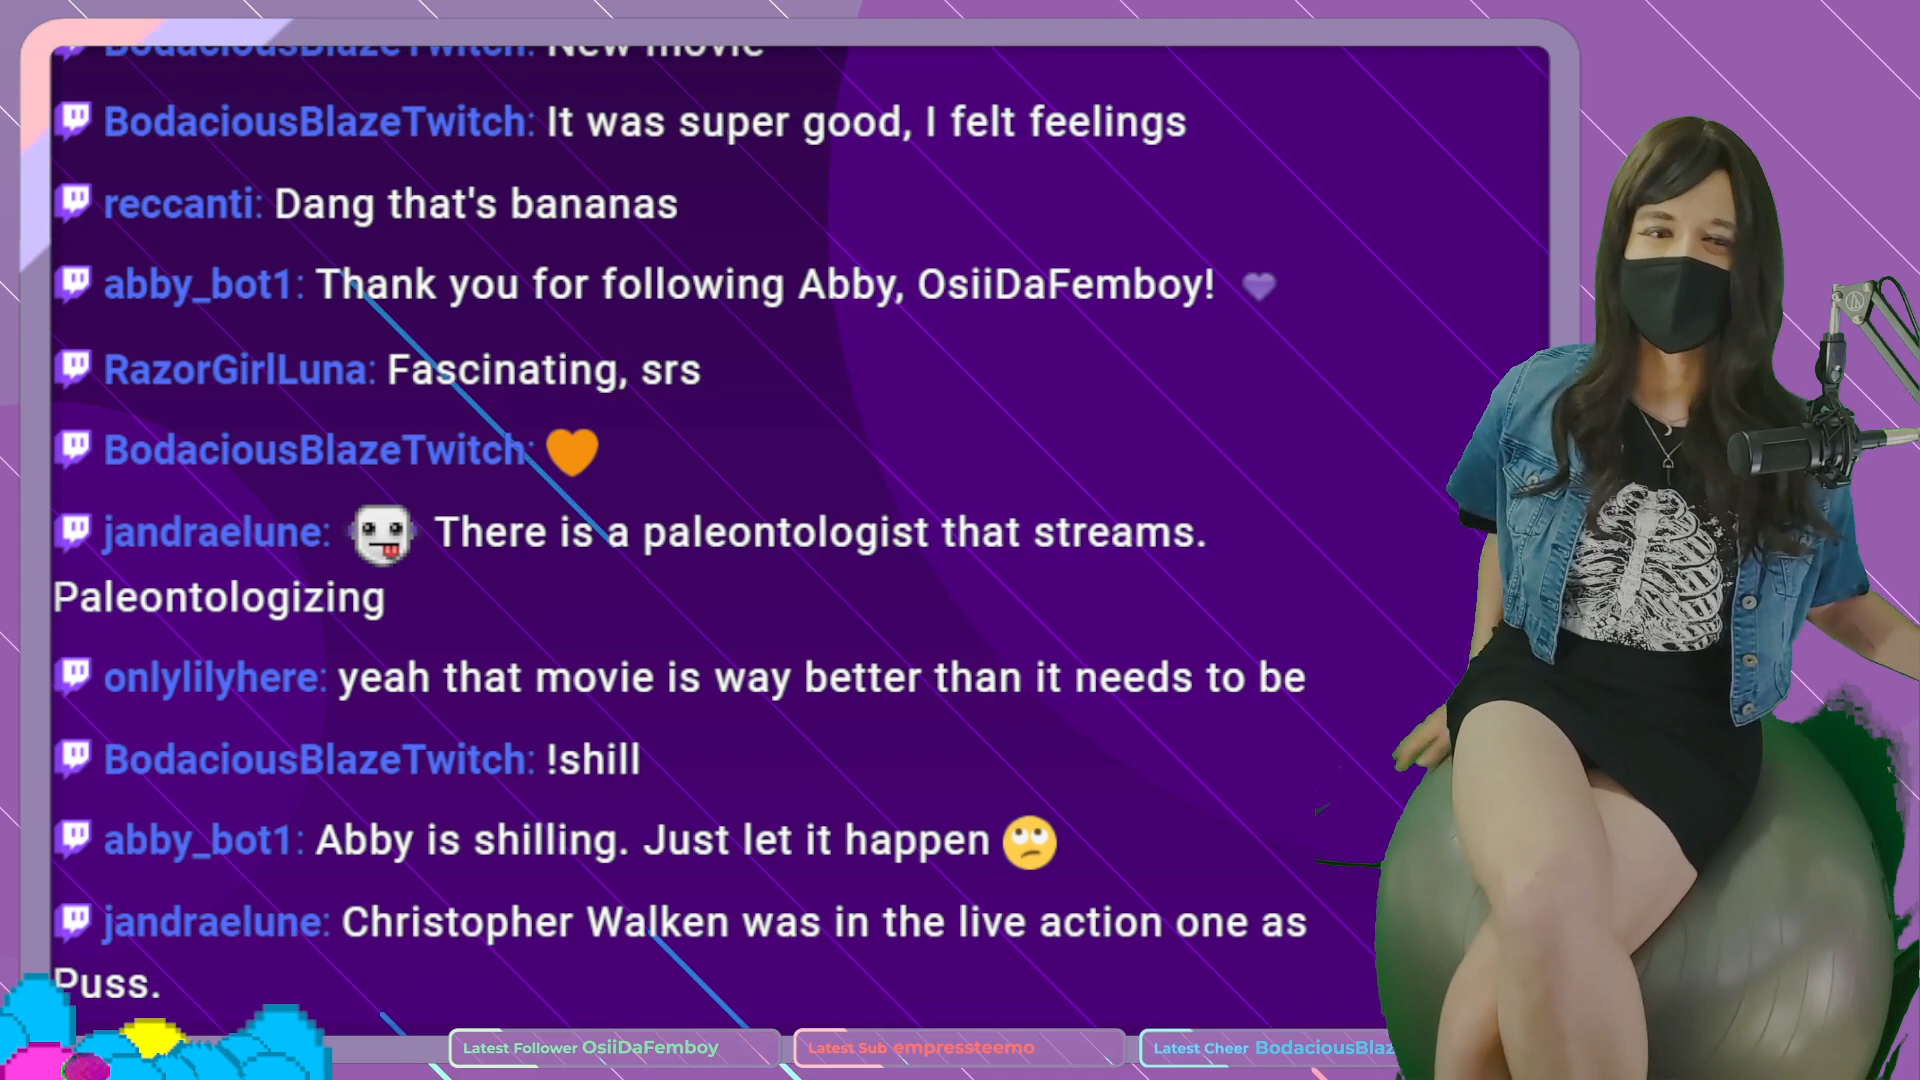 BodaciousBlazeTwitch: New movie
BodaciousBlazeTwitch: It was super good, I felt feelings
reccanti: Dang that's bananas
abby_bot1: Thank you for following Abby, OsiiDaFemboy! 💜
RazorGirlLuna: Fascinating, srs
BodaciousBlazeTwitch: 🧡
jandraelune: There is a paleontologist that streams.
Paleontologizing
onlylilyhere: yeah that movie is way better than it needs to be
BodaciousBlazeTwitch: !shill
abby_bot1: Abby is shilling. Just let it happen 🙄
jandraelune: Christopher Walken was in the live action one as
Puss.
Latest Follower OsiiDaFemboy
Latest Sub empressteemo
Latest Cheer BodaciousBlaz